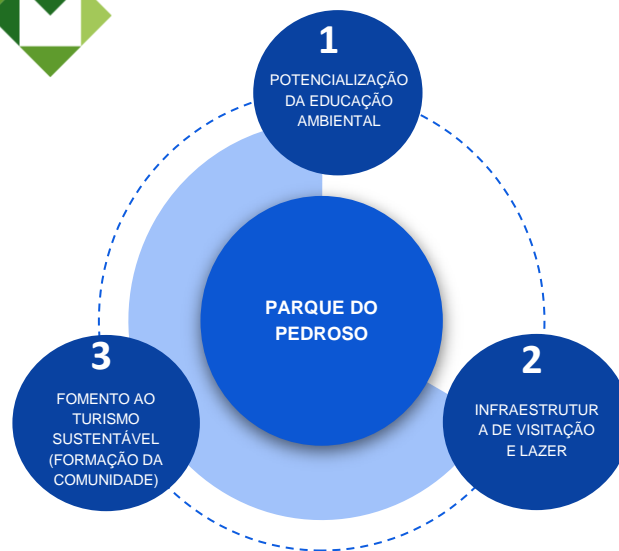 1
POTENCIALIZAÇÃO
DA EDUCAÇÃO
AMBIENTAL
PARQUE DO
PEDROSO
2
INFRAESTRUTUR
A DE VISITAÇÃO
E LAZER
3
FOMENTO AO
TURISMO
SUSTENTÁVEL
(FORMAÇÃO DA
COMUNIDADE)